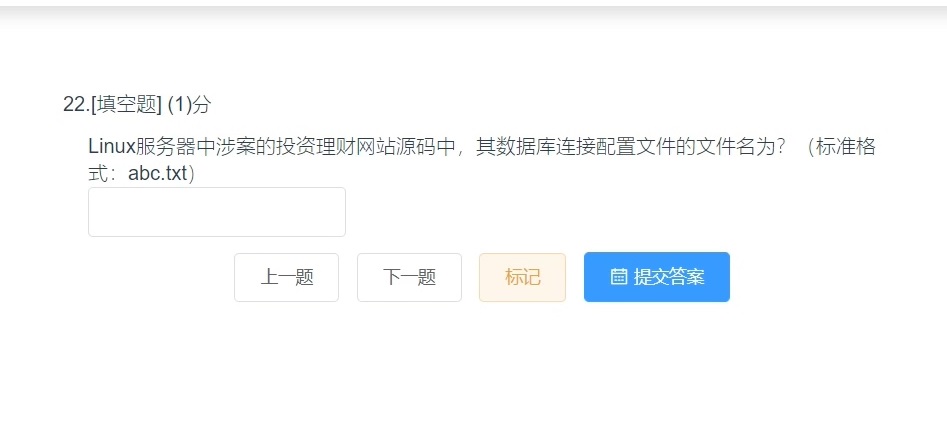 22.[填空题] (1)分
Linux服务器中涉案的投资理财网站源码中，其数据库连接配置文件的文件名为？（标准格
式：abc.txt）
上一题 下一题 标记 提交答案